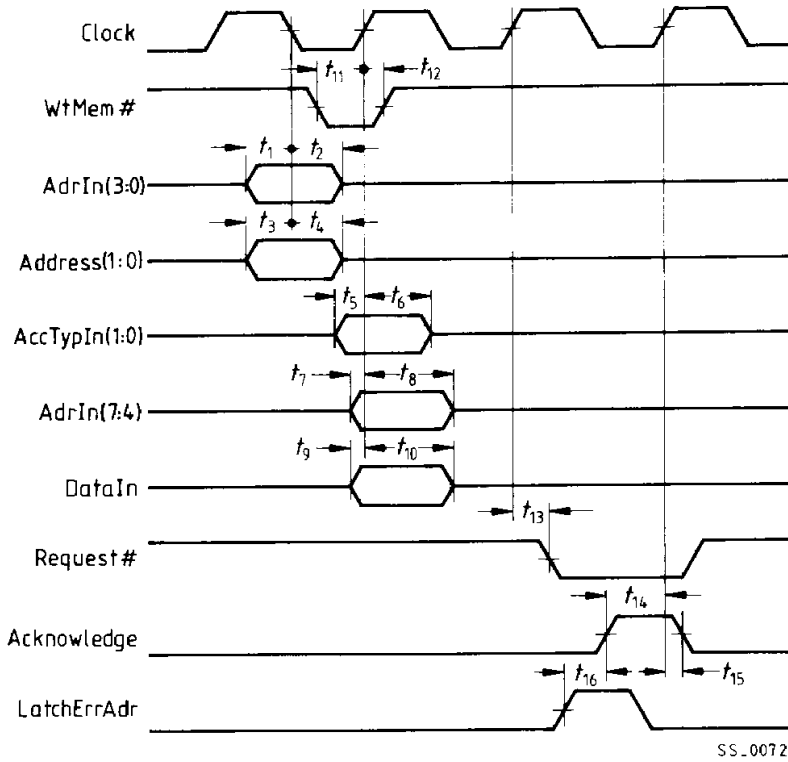 Clock
t11 t12
WtMem #
t1 t2
AdrIn(3:0)
t3 t4
Address(1:0)
t5 t6
AccTypIn(1:0)
t7 t8
AdrIn(7:4)
t9 t10
DataIn
t13
Request#
t14
Acknowledge
t16 t15
LatchErrAdr
SS_0072